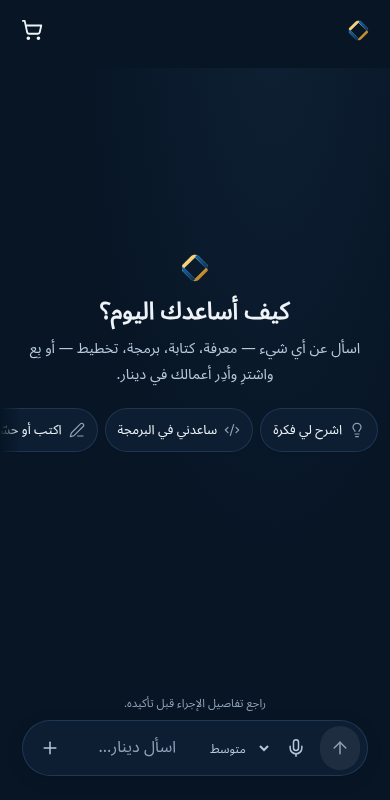 كيف أساعدك اليوم؟
اسأل عن أي شيء — معرفة، كتابة، برمجة، تخطيط — أو بِع
واشترِ وأدِر أعمالك في دينار.
اشرح لي فكرة
ساعدني في البرمجة
اكتب أو
راجع تفاصيل الإجراء قبل تأكيده.
متوسط
اسأل دينار...